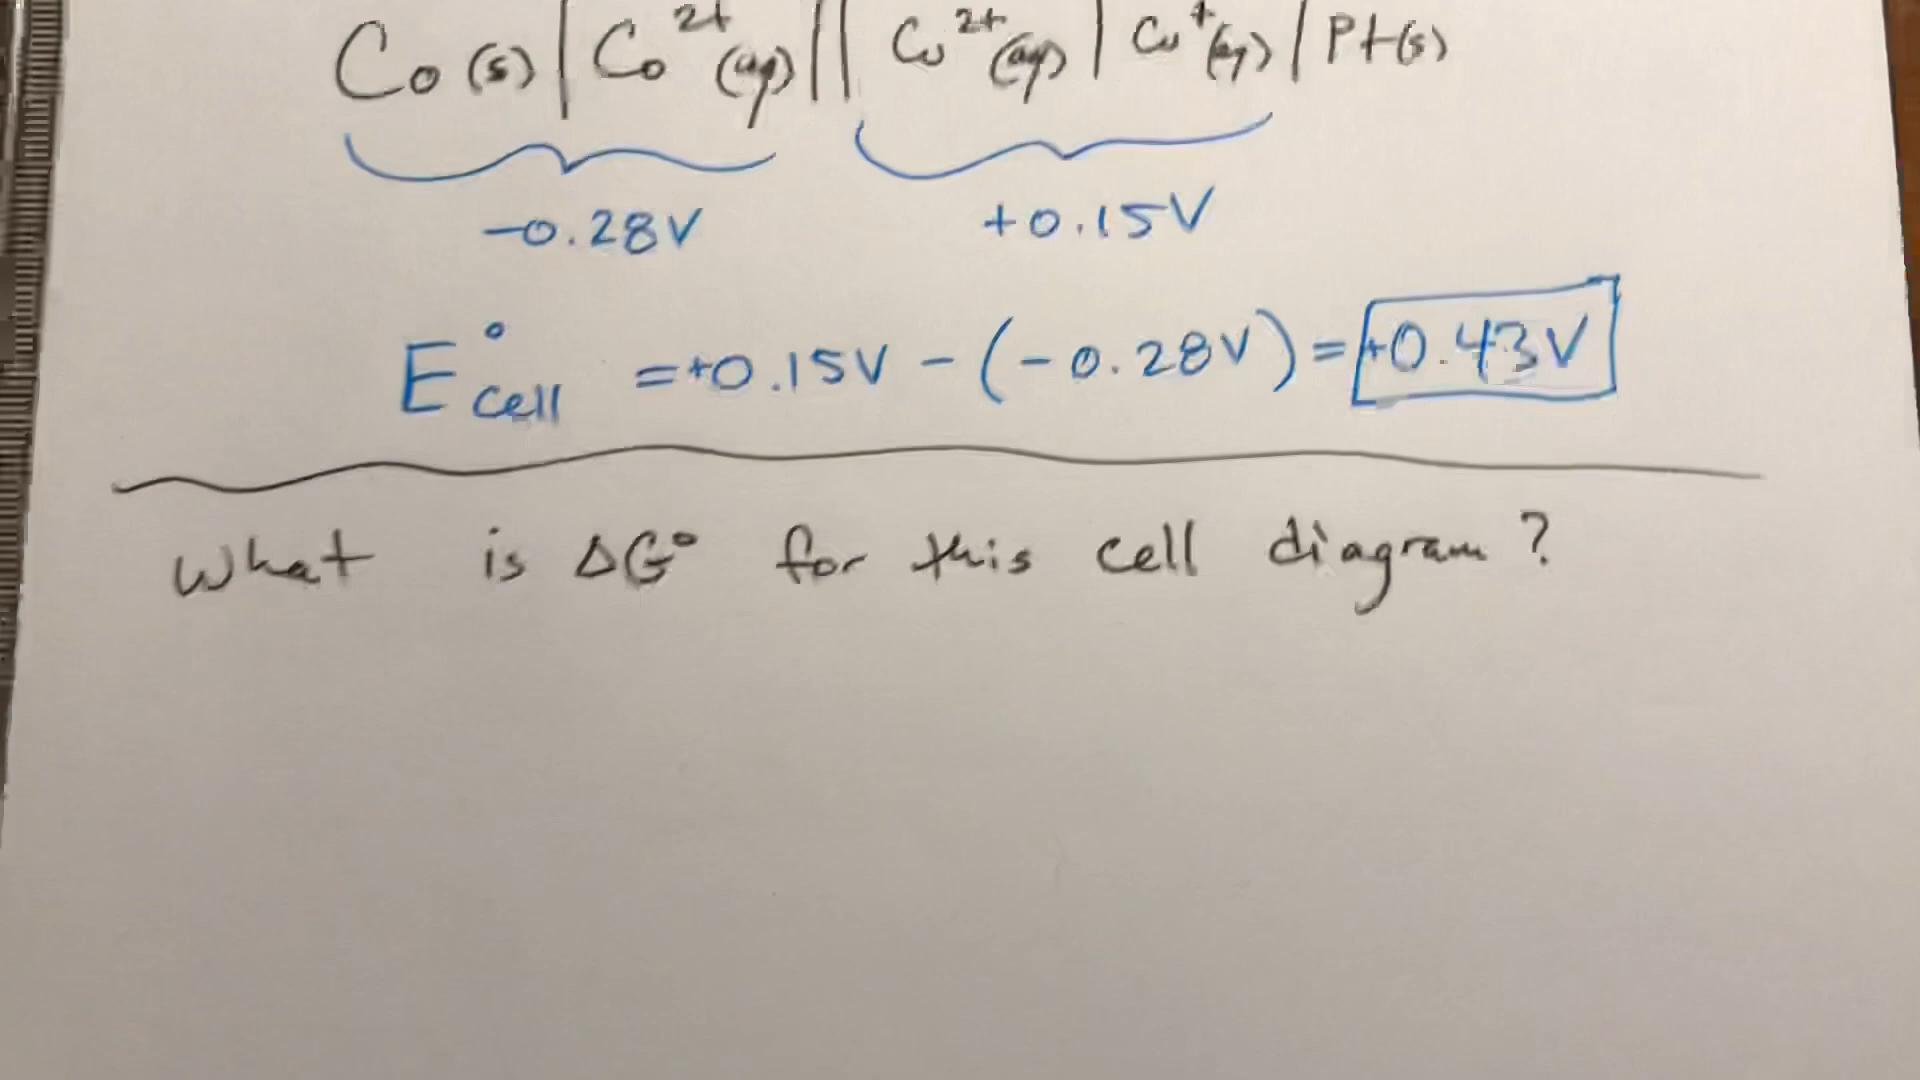 Co(s) | Co2+(aq) || Cu2+(aq) | Cu+(aq) | Pt(s)
-0.28V +0.15V
E°cell = +0.15V - (-0.28V) = +0.43V
What is ΔG° for this cell diagram?